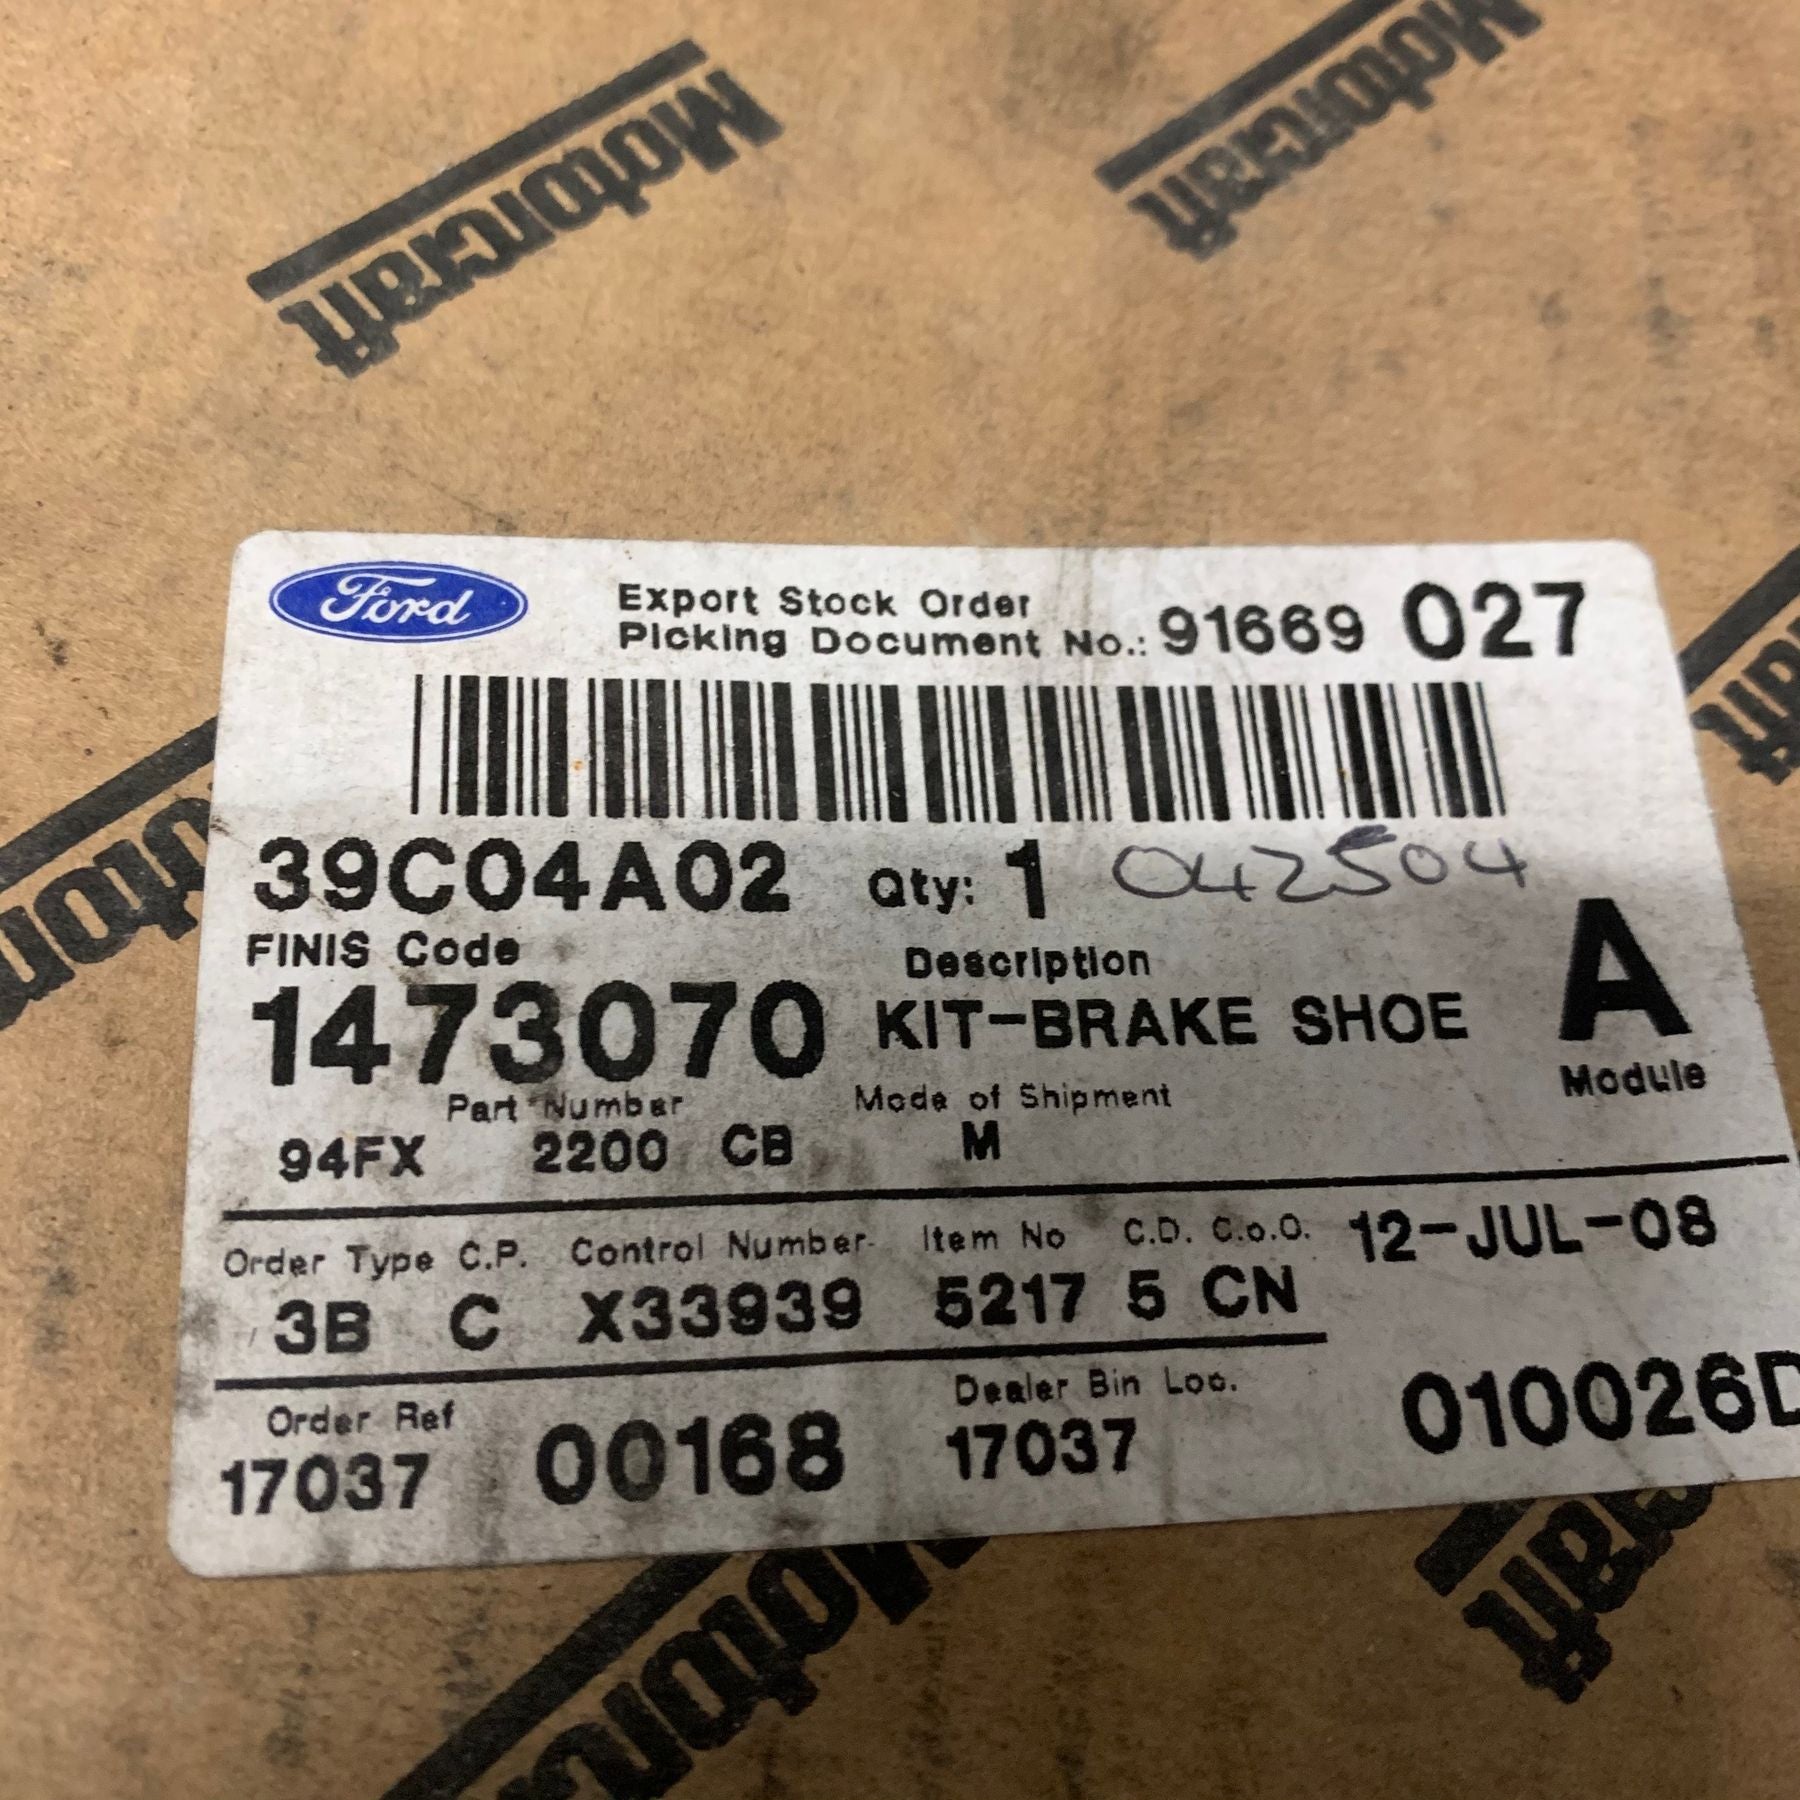 Motorcraft
Motorcraft
Ford
Export Stock Order
Picking Document No.: 91669 027
39C04A02 Qty: 1 042504
FINIS Code Description
1473070 KIT-BRAKE SHOE A
Part Number Mode of Shipment Module
94FX 2200 CB M
Order Type C.P. Control Number Item No C.D. C.o.O. 12-JUL-08
3B C X33939 5217 5 CN
Order Ref Dealer Bin Loc.
17037 00168 17037 010026D